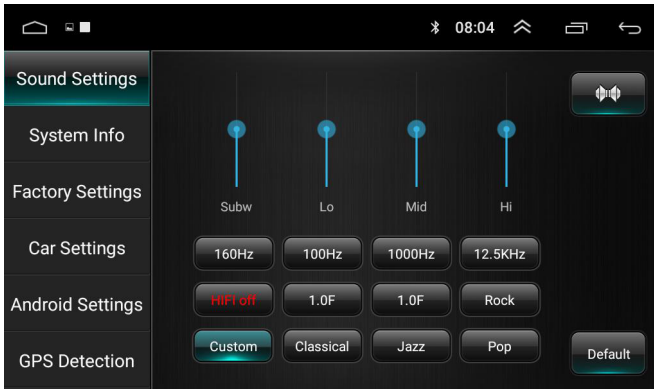 08:04
Sound Settings
System Info
Factory Settings
Car Settings
Android Settings
GPS Detection
Subw Lo Mid Hi
160Hz 100Hz 1000Hz 12.5KHz
HIFI off 1.0F 1.0F Rock
Custom Classical Jazz Pop
Default